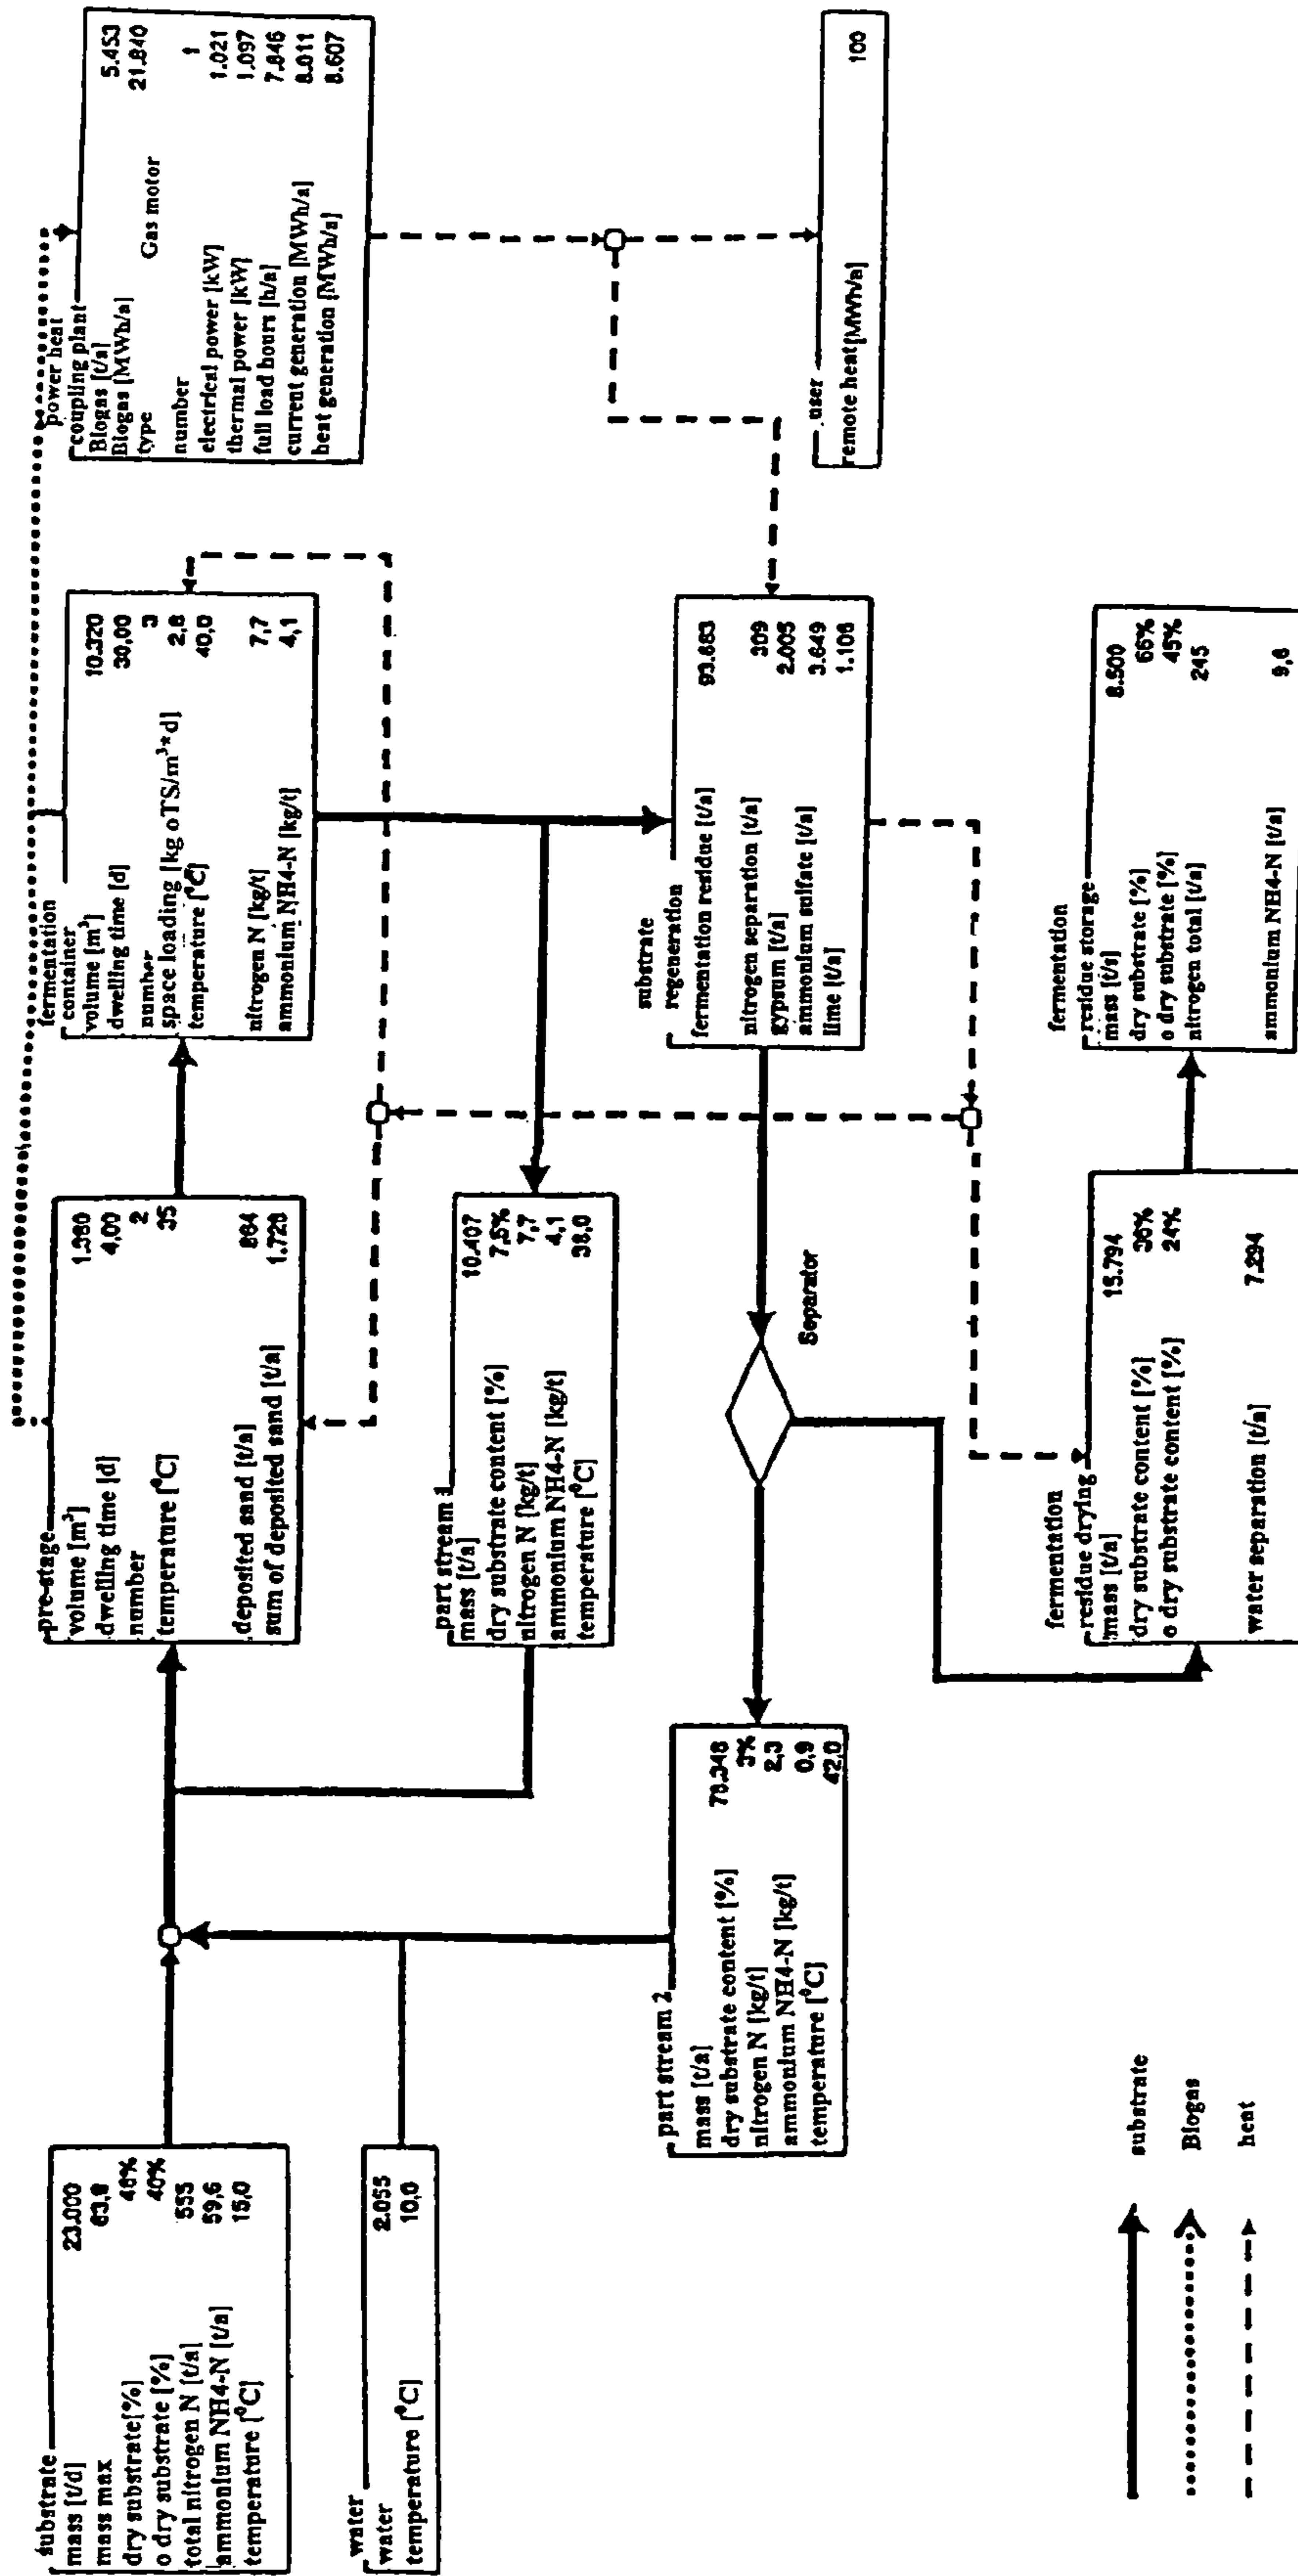 substrate
mass [t/d] 23.000
mass max 63,8
dry substrate[%] 48%
o dry substrate [%] 40%
total nitrogen N [t/a] 555
ammonium NH4-N [t/a] 59,6
temperature [°C] 15,0
water
water 2.055
temperature [°C] 10,0
pre-stage
volume [m³] 1.380
dwelling time [d] 4,00
number 2
temperature [°C] 35
deposited sand [t/a] 864
sum of deposited sand [t/a] 1.728
fermentation
container
volume [m³] 10.320
dwelling time [d] 30,00
number 3
space loading [kg oTS/m³*d] 2,8
temperature [°C] 40,0
nitrogen N [kg/t] 7,7
ammonium NH4-N [kg/t] 4,1
power heat
coupling plant
Biogas [t/a] 5.453
Biogas [MWh/a] 21.840
type Gas motor
number 1
electrical power [kW] 1.021
thermal power [kW] 1.097
full load hours [h/a] 7.846
current generation [MWh/a] 8.011
heat generation [MWh/a] 8.607
part stream 1
mass [t/a] 10.407
dry substrate content [%] 7,5%
nitrogen N [kg/t] 7,7
ammonium NH4-N [kg/t] 4,1
temperature [°C] 38,0
part stream 2
mass [t/a] 70.348
dry substrate content [%] 3%
nitrogen N [kg/t] 2,3
ammonium NH4-N [kg/t] 0,9
temperature [°C] 42,0
Separator
substrate
regeneration
fermentation residue [t/a] 93.683
nitrogen separation [t/a] 309
gypsum [t/a] 2.005
ammonium sulfate [t/a] 3.649
lime [t/a] 1.106
user
remote heat[MWh/a] 100
fermentation
residue drying
mass [t/a] 15.794
dry substrate content [%] 36%
o dry substrate content [%] 24%
water separation [t/a] 7.294
fermentation
residue storage
mass [t/s] 8.500
dry substrate [%] 66%
o dry substrate [%] 45%
nitrogen total [t/a] 245
ammonium NH4-N [t/a] 9,6
substrate
Biogas
heat